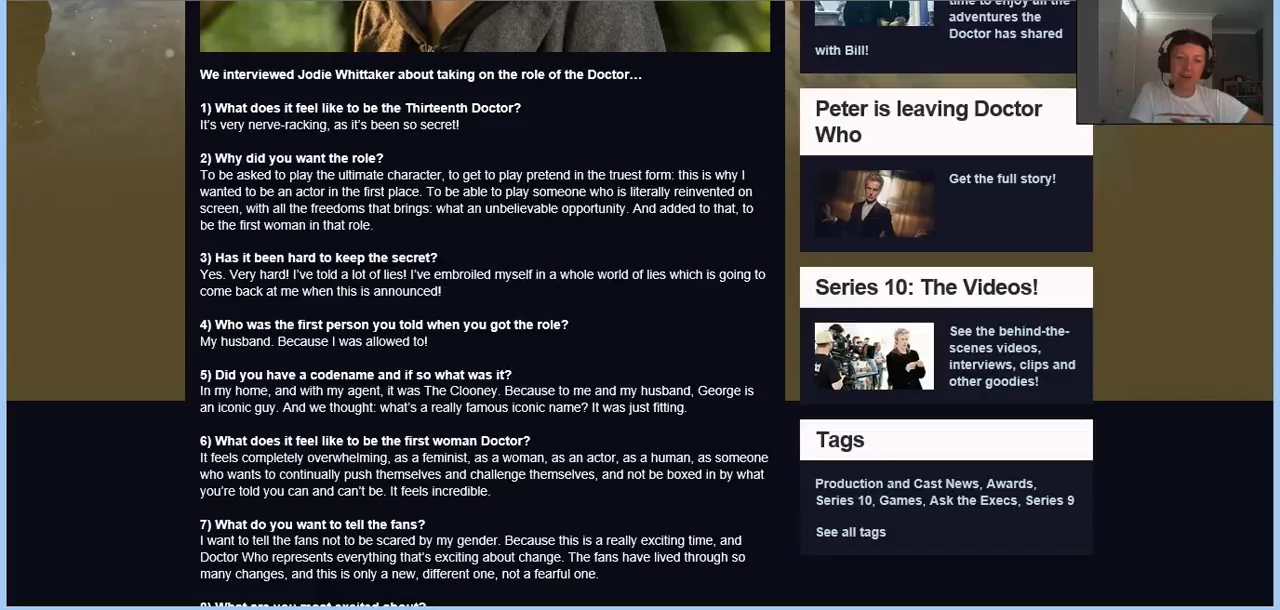 We interviewed Jodie Whittaker about taking on the role of the Doctor…
1) What does it feel like to be the Thirteenth Doctor?
It's very nerve-racking, as it's been so secret!
2) Why did you want the role?
To be asked to play the ultimate character, to get to play pretend in the truest form: this is why I
wanted to be an actor in the first place. To be able to play someone who is literally reinvented on
screen, with all the freedoms that brings: what an unbelievable opportunity. And added to that, to
be the first woman in that role.
3) Has it been hard to keep the secret?
Yes. Very hard! I've told a lot of lies! I've embroiled myself in a whole world of lies which is going to
come back at me when this is announced!
4) Who was the first person you told when you got the role?
My husband. Because I was allowed to!
5) Did you have a codename and if so what was it?
In my home, and with my agent, it was The Clooney. Because to me and my husband, George is
an iconic guy. And we thought: what's a really famous iconic name? It was just fitting.
6) What does it feel like to be the first woman Doctor?
It feels completely overwhelming, as a feminist, as a woman, as an actor, as a human, as someone
who wants to continually push themselves and challenge themselves, and not be boxed in by what
you're told you can and can't be. It feels incredible.
7) What do you want to tell the fans?
I want to tell the fans not to be scared by my gender. Because this is a really exciting time, and
Doctor Who represents everything that's exciting about change. The fans have lived through so
many changes, and this is only a new, different one, not a fearful one.
8) What are you most excited about?
time to enjoy all the
adventures the
Doctor has shared
with Bill!
Peter is leaving Doctor
Who
Get the full story!
Series 10: The Videos!
See the behind-the-
scenes videos,
interviews, clips and
other goodies!
Tags
Production and Cast News, Awards,
Series 10, Games, Ask the Execs, Series 9
See all tags